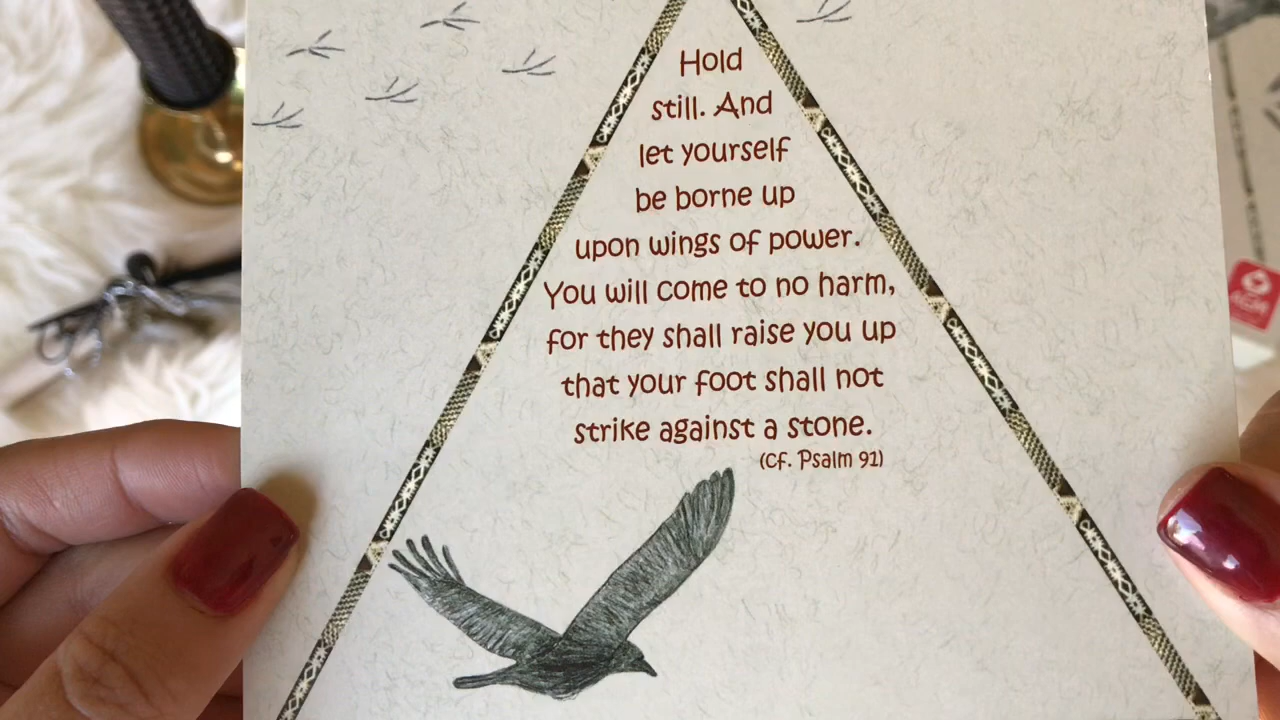 Hold
still. And
let yourself
be borne up
upon wings of power.
You will come to no harm,
for they shall raise you up
that your foot shall not
strike against a stone.
(Cf. Psalm 91)